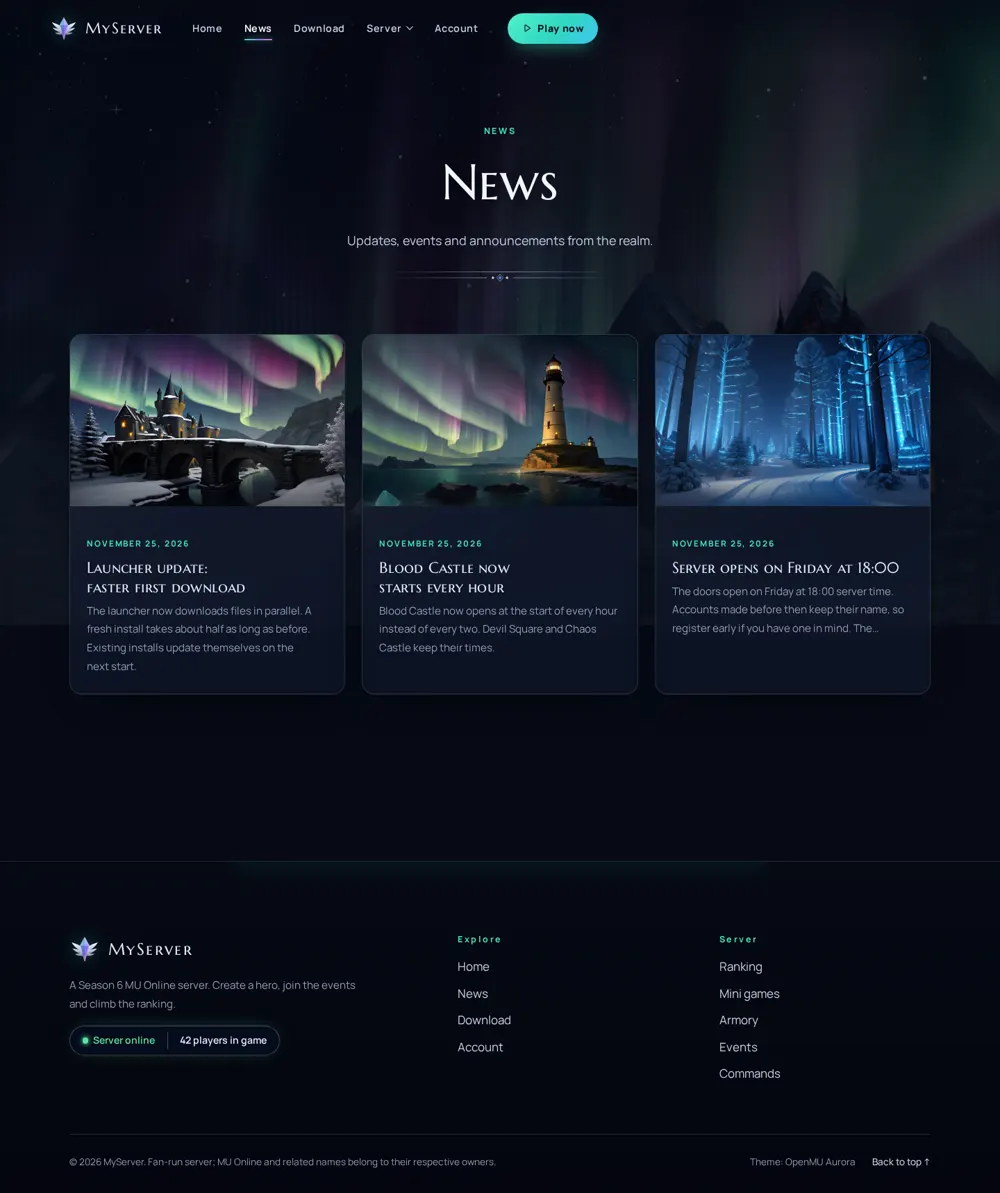 MyServer
Home
News
Download
Server
Account
Play now
NEWS
News
Updates, events and announcements from the realm.
NOVEMBER 25, 2026
Launcher update:
faster first download
The launcher now downloads files in parallel. A
fresh install takes about half as long as before.
Existing installs update themselves on the
next start.
NOVEMBER 25, 2026
Blood Castle now
starts every hour
Blood Castle now opens at the start of every hour
instead of every two. Devil Square and Chaos
Castle keep their times.
NOVEMBER 25, 2026
Server opens on Friday at 18:00
The doors open on Friday at 18:00 server time.
Accounts made before then keep their name, so
register early if you have one in mind. The...
MyServer
A Season 6 MU Online server. Create a hero, join the events
and climb the ranking.
Server online
42 players in game
Explore
Home
News
Download
Account
Server
Ranking
Mini games
Armory
Events
Commands
© 2026 MyServer. Fan-run server; MU Online and related names belong to their respective owners.
Theme: OpenMU Aurora
Back to top ↑